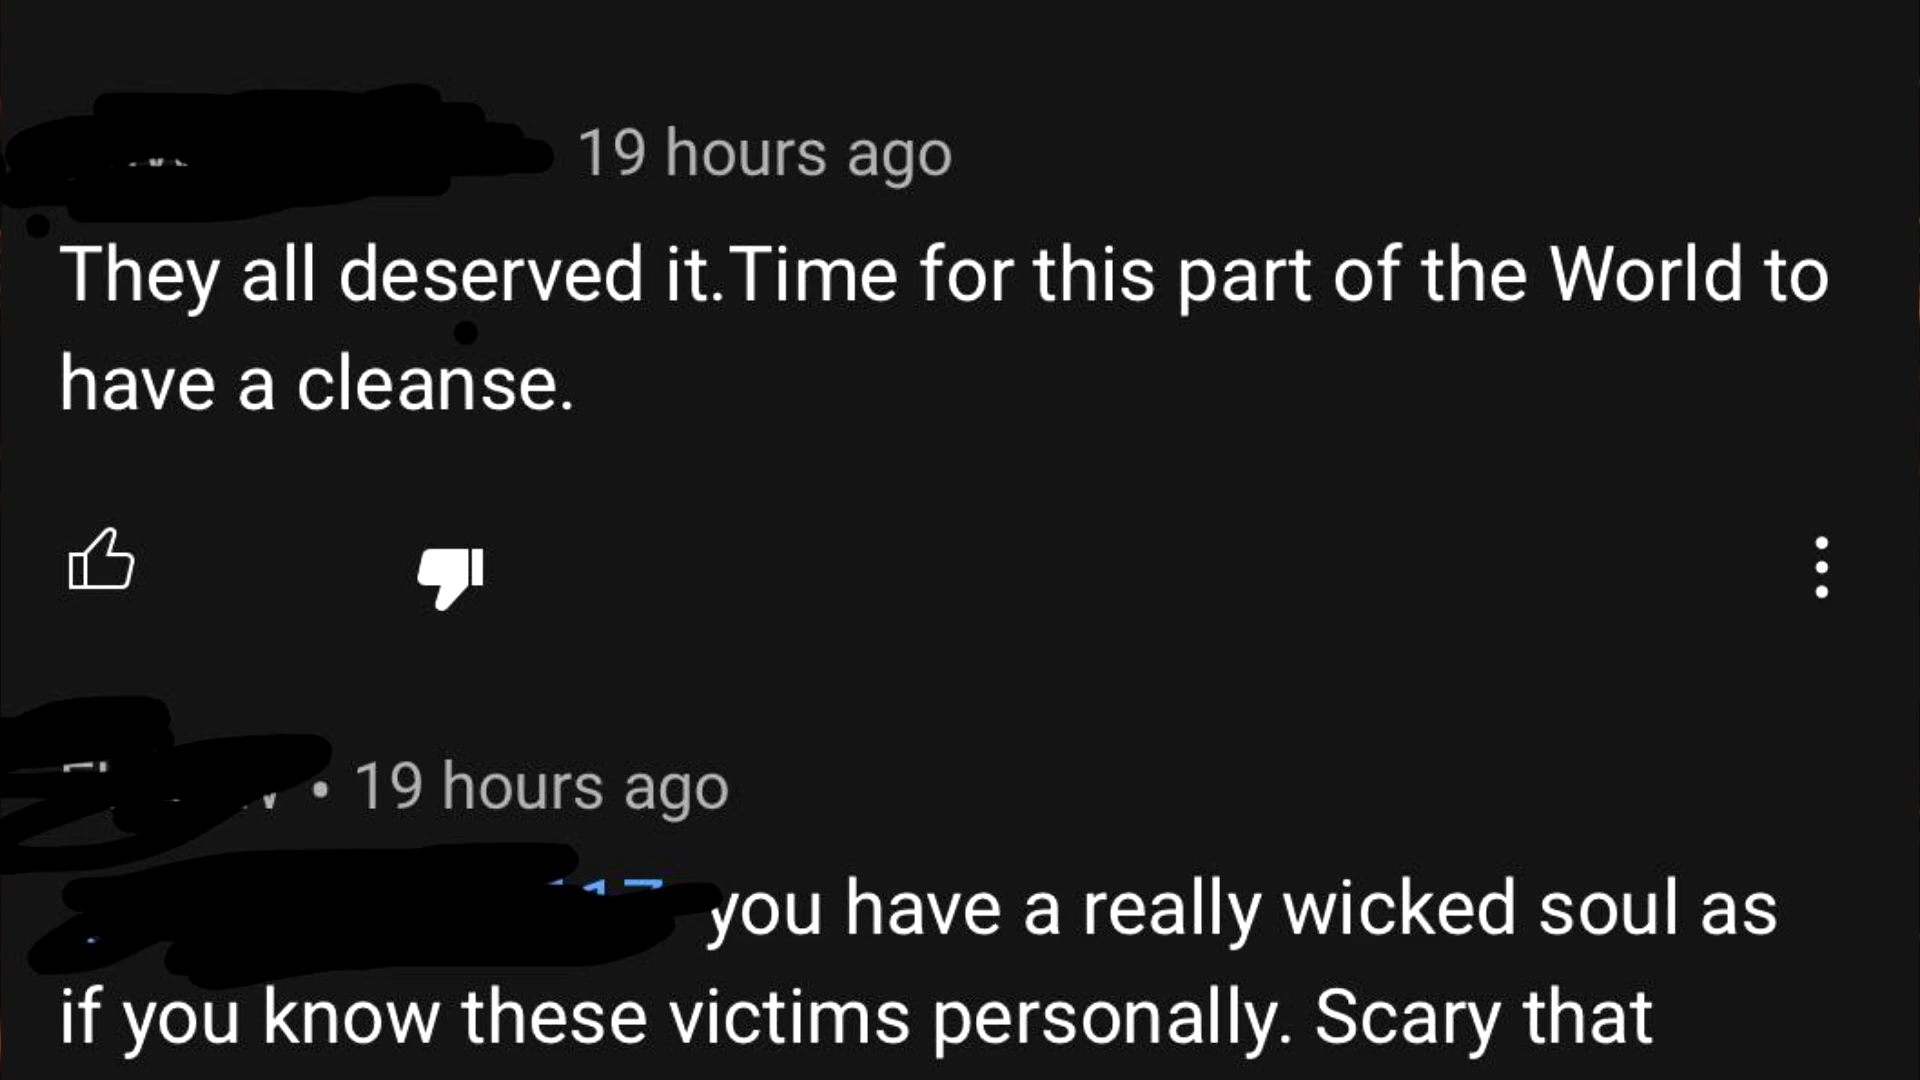 19 hours ago
They all deserved it.Time for this part of the World to
have a cleanse.
• 19 hours ago
you have a really wicked soul as
if you know these victims personally. Scary that